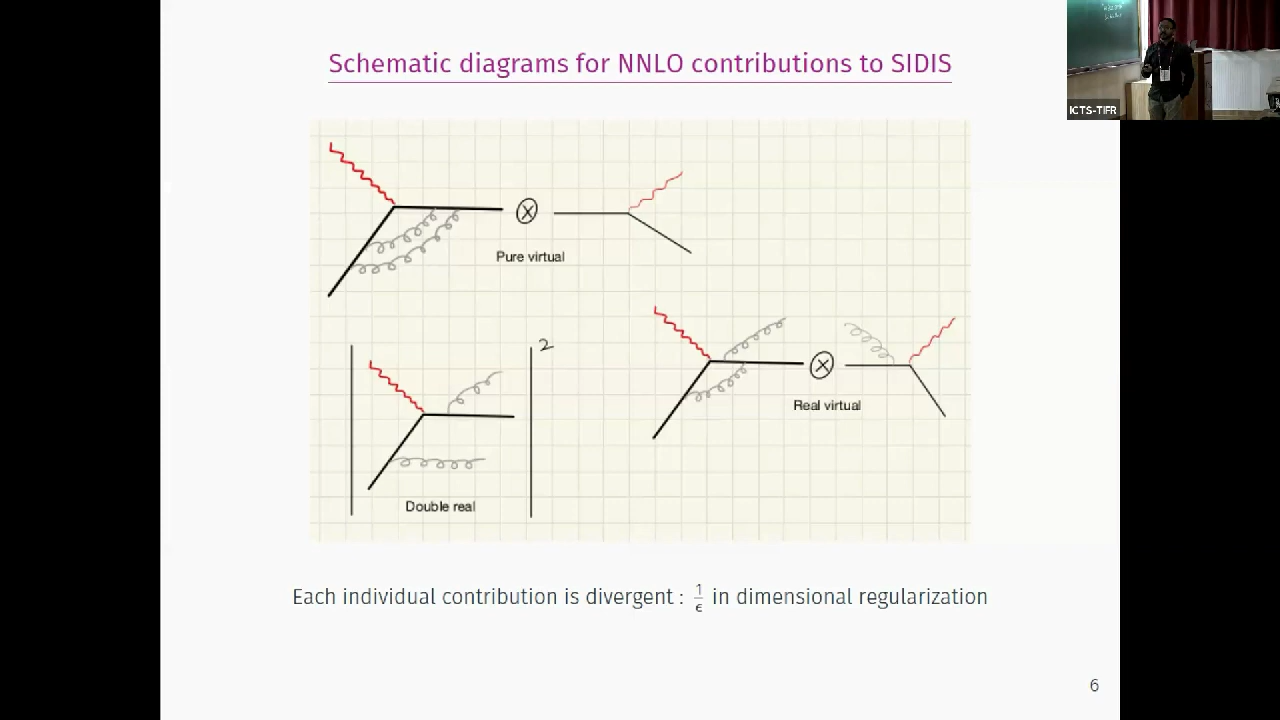 Schematic diagrams for NNLO contributions to SIDIS
ICTS-TIFR
Pure virtual
2
Real virtual
Double real
Each individual contribution is divergent : 1/ϵ in dimensional regularization
6